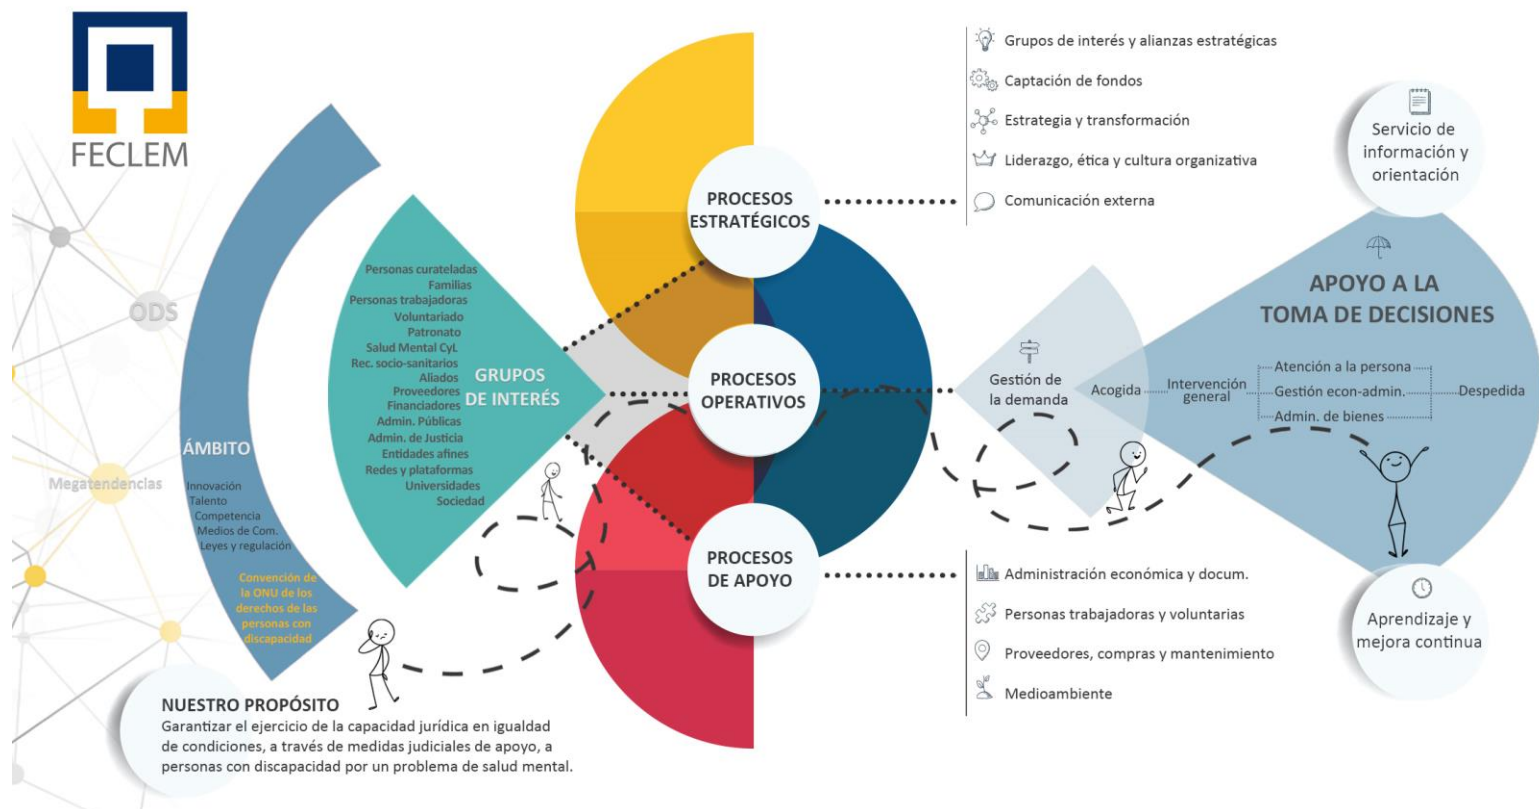 FECLEM
ODS
Megatendencias
ÁMBITO
Innovación
Talento
Competencia
Medios de Com.
Leyes y regulación
Convención de
la ONU de los
derechos de las
personas con
discapacidad
Personas curateladas
Familias
Personas trabajadoras
Voluntariado
Patronato
Salud Mental CyL
Rec. socio-sanitarios
Aliados
Proveedores
Financiadores
Admin. Públicas
Admin. de Justicia
Entidades afines
Redes y plataformas
Universidades
Sociedad
GRUPOS
DE INTERÉS
NUESTRO PROPÓSITO
Garantizar el ejercicio de la capacidad jurídica en igualdad
de condiciones, a través de medidas judiciales de apoyo, a
personas con discapacidad por un problema de salud mental.
PROCESOS
ESTRATÉGICOS
Grupos de interés y alianzas estratégicas
Captación de fondos
Estrategia y transformación
Liderazgo, ética y cultura organizativa
Comunicación externa
PROCESOS
OPERATIVOS
Gestión de
la demanda
Acogida
Intervención
general
Atención a la persona
Gestión econ-admin.
Admin. de bienes
Despedida
APOYO A LA
TOMA DE DECISIONES
Servicio de
información y
orientación
Aprendizaje y
mejora continua
PROCESOS
DE APOYO
Administración económica y docum.
Personas trabajadoras y voluntarias
Proveedores, compras y mantenimiento
Medioambiente